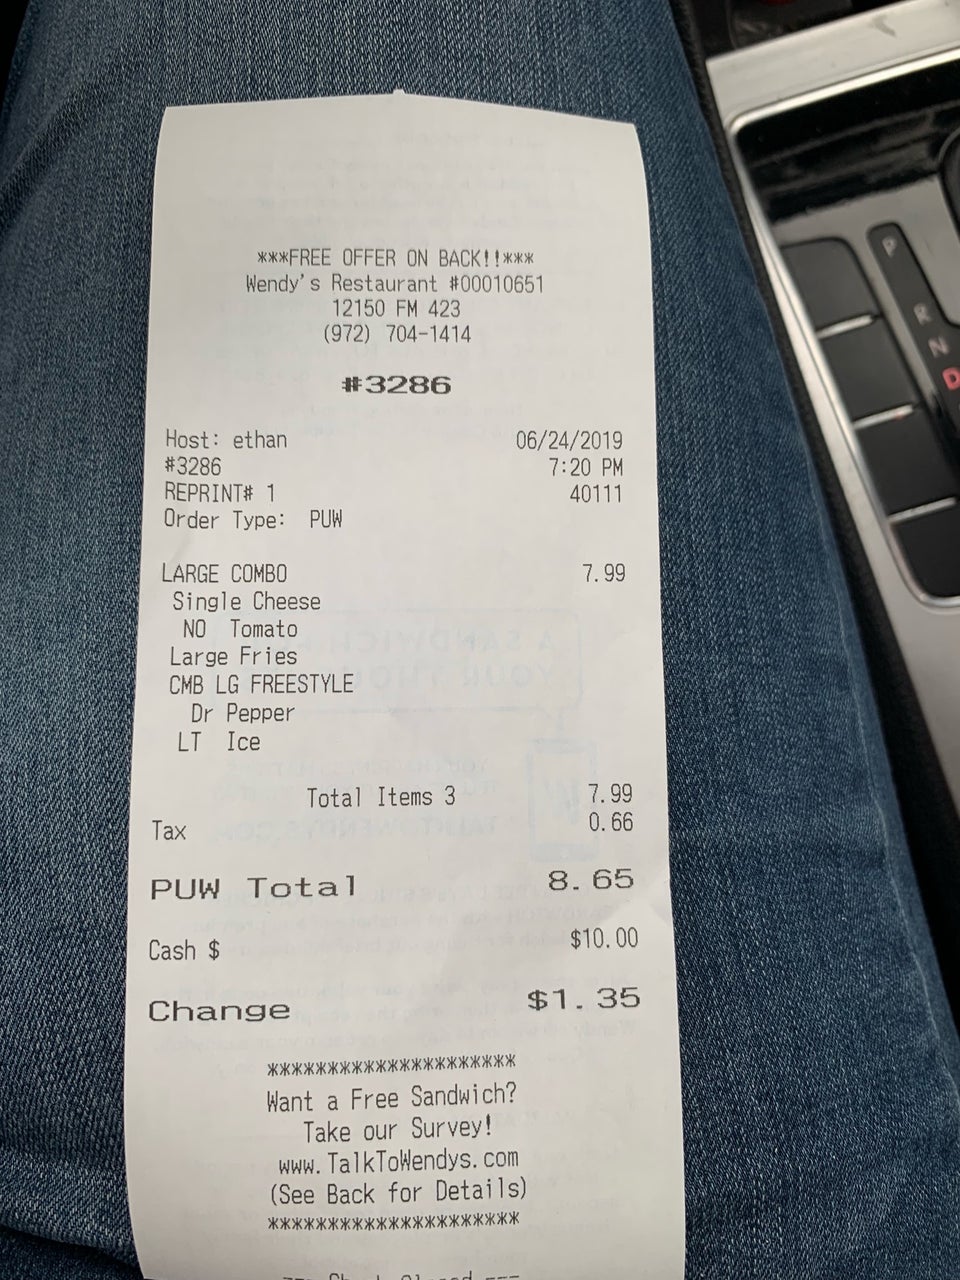 ***FREE OFFER ON BACK!!***
Wendy's Restaurant #00010651
12150 FM 423
(972) 704-1414
#3286
Host: ethan 06/24/2019
#3286 7:20 PM
REPRINT# 1 40111
Order Type: PUW
LARGE COMBO 7.99
Single Cheese
NO Tomato
Large Fries
CMB LG FREESTYLE
Dr Pepper
LT Ice
Total Items 3 7.99
Tax 0.66
PUW Total 8.65
Cash $ $10.00
Change $1.35
*********************
Want a Free Sandwich?
Take our Survey!
www.TalkToWendys.com
(See Back for Details)
*********************
P
R
N
D